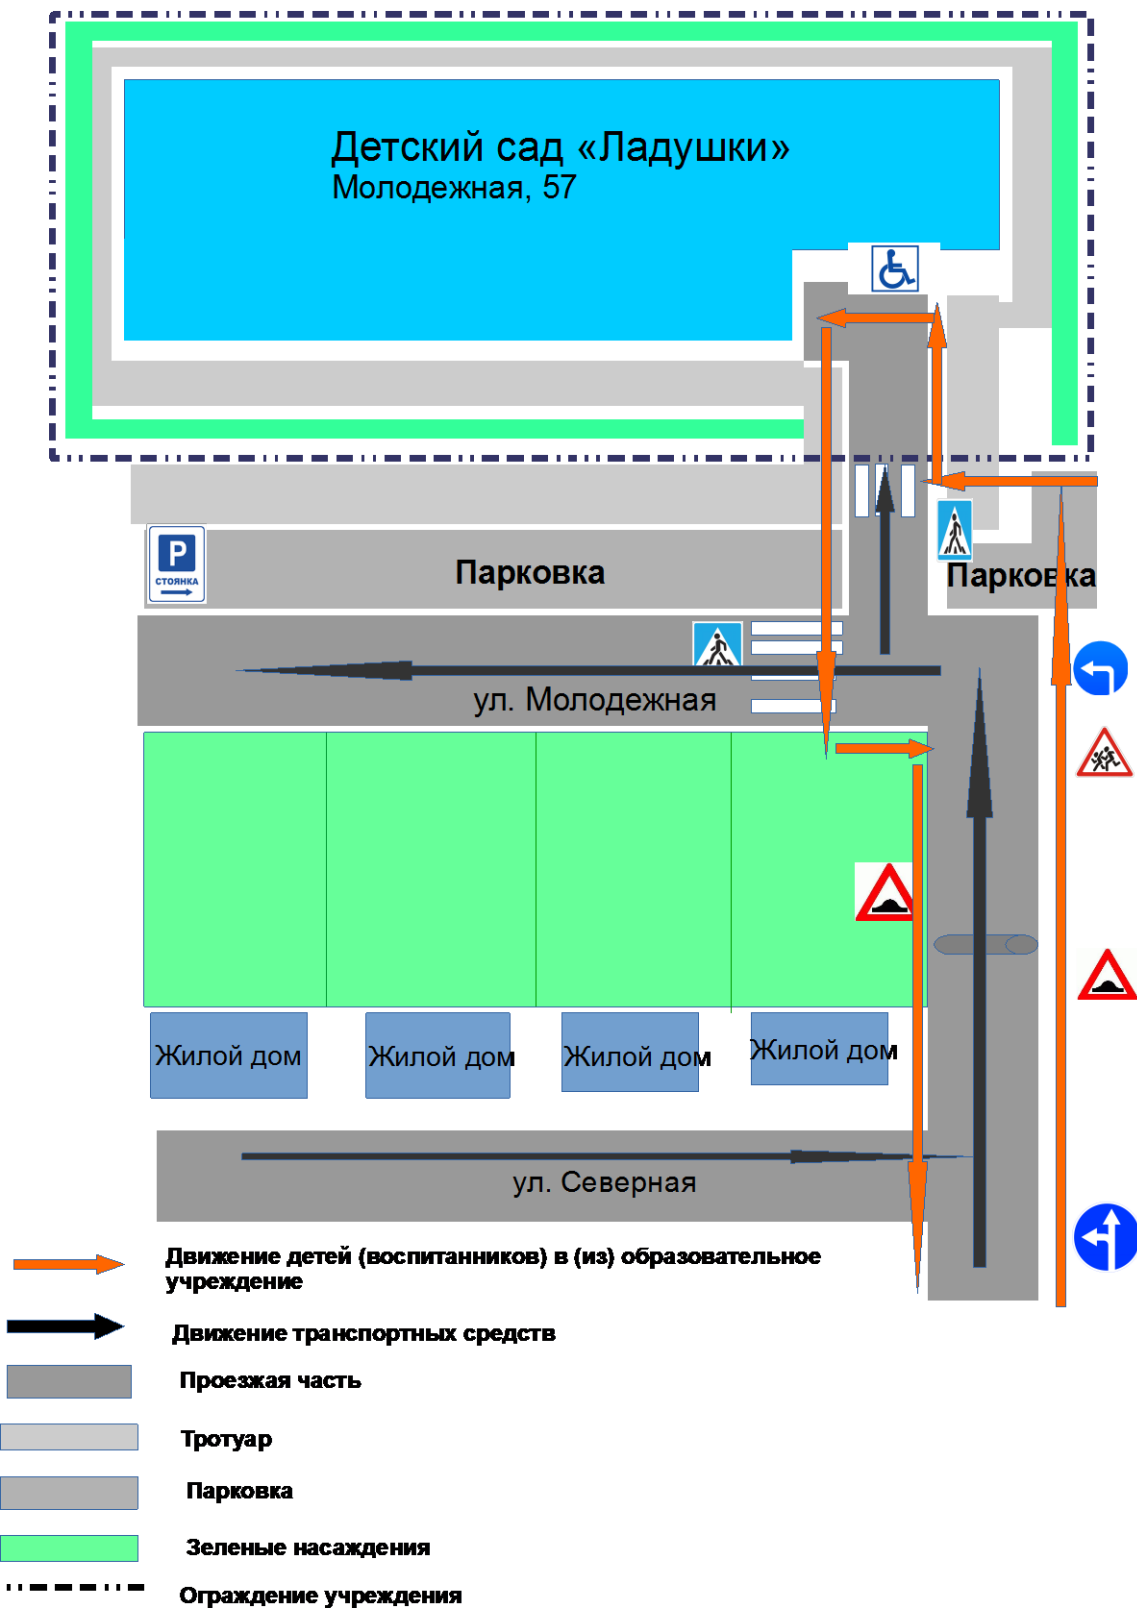 Детский сад «Ладушки»
Молодежная, 57
P
СТОЯНКА
Парковка
Парковка
ул. Молодежная
Жилой дом
Жилой дом
Жилой дом
Жилой дом
ул. Северная
Движение детей (воспитанников) в (из) образовательное
учреждение
Движение транспортных средств
Проезжая часть
Тротуар
Парковка
Зеленые насаждения
Ограждение учреждения